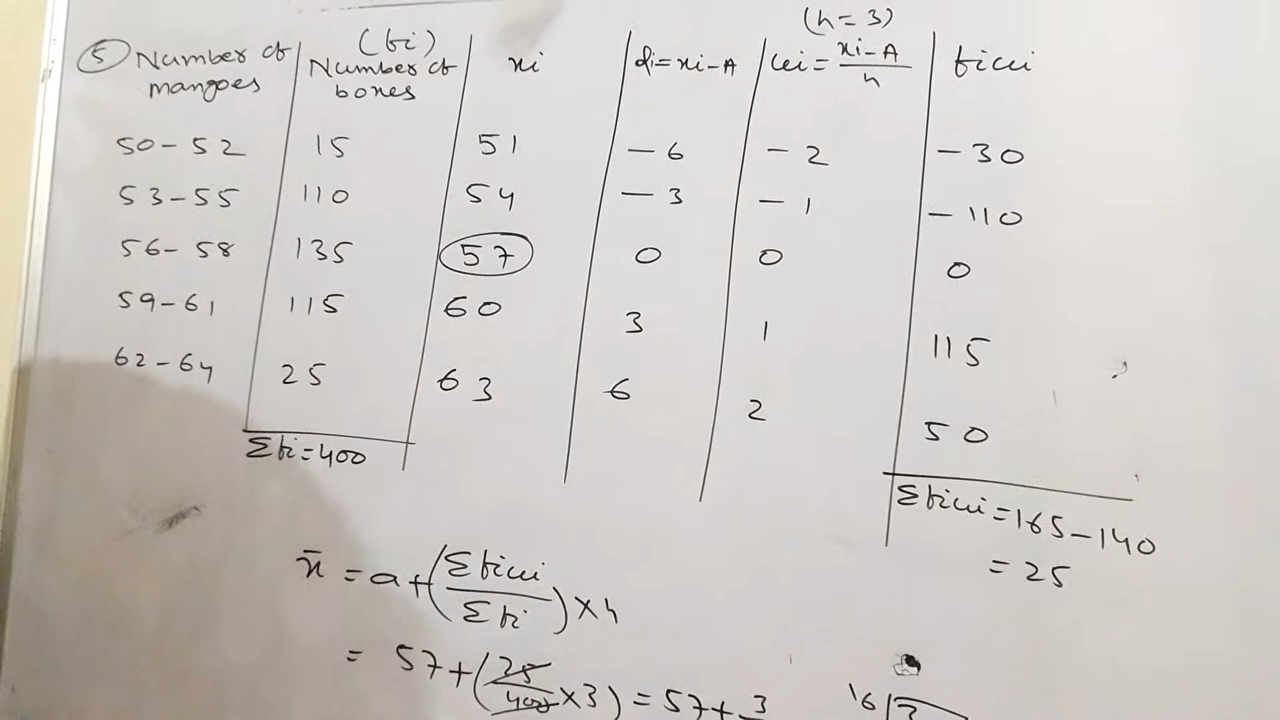 (h=3)
⑤ Number of mangoes | (fi) Number of boxes | xi | di=xi-A | ui=xi-A/h | fiui
50-52 15 51 -6 -2 -30
53-55 110 54 -3 -1 -110
56-58 135 57 0 0 0
59-61 115 60 3 1 115
62-64 25 63 6 2 50
Σfi=400
Σfiui=165-140
=25
x̄ = a+(Σfiui/Σfi)×h
= 57+(25/400×3)=57+3
16 3